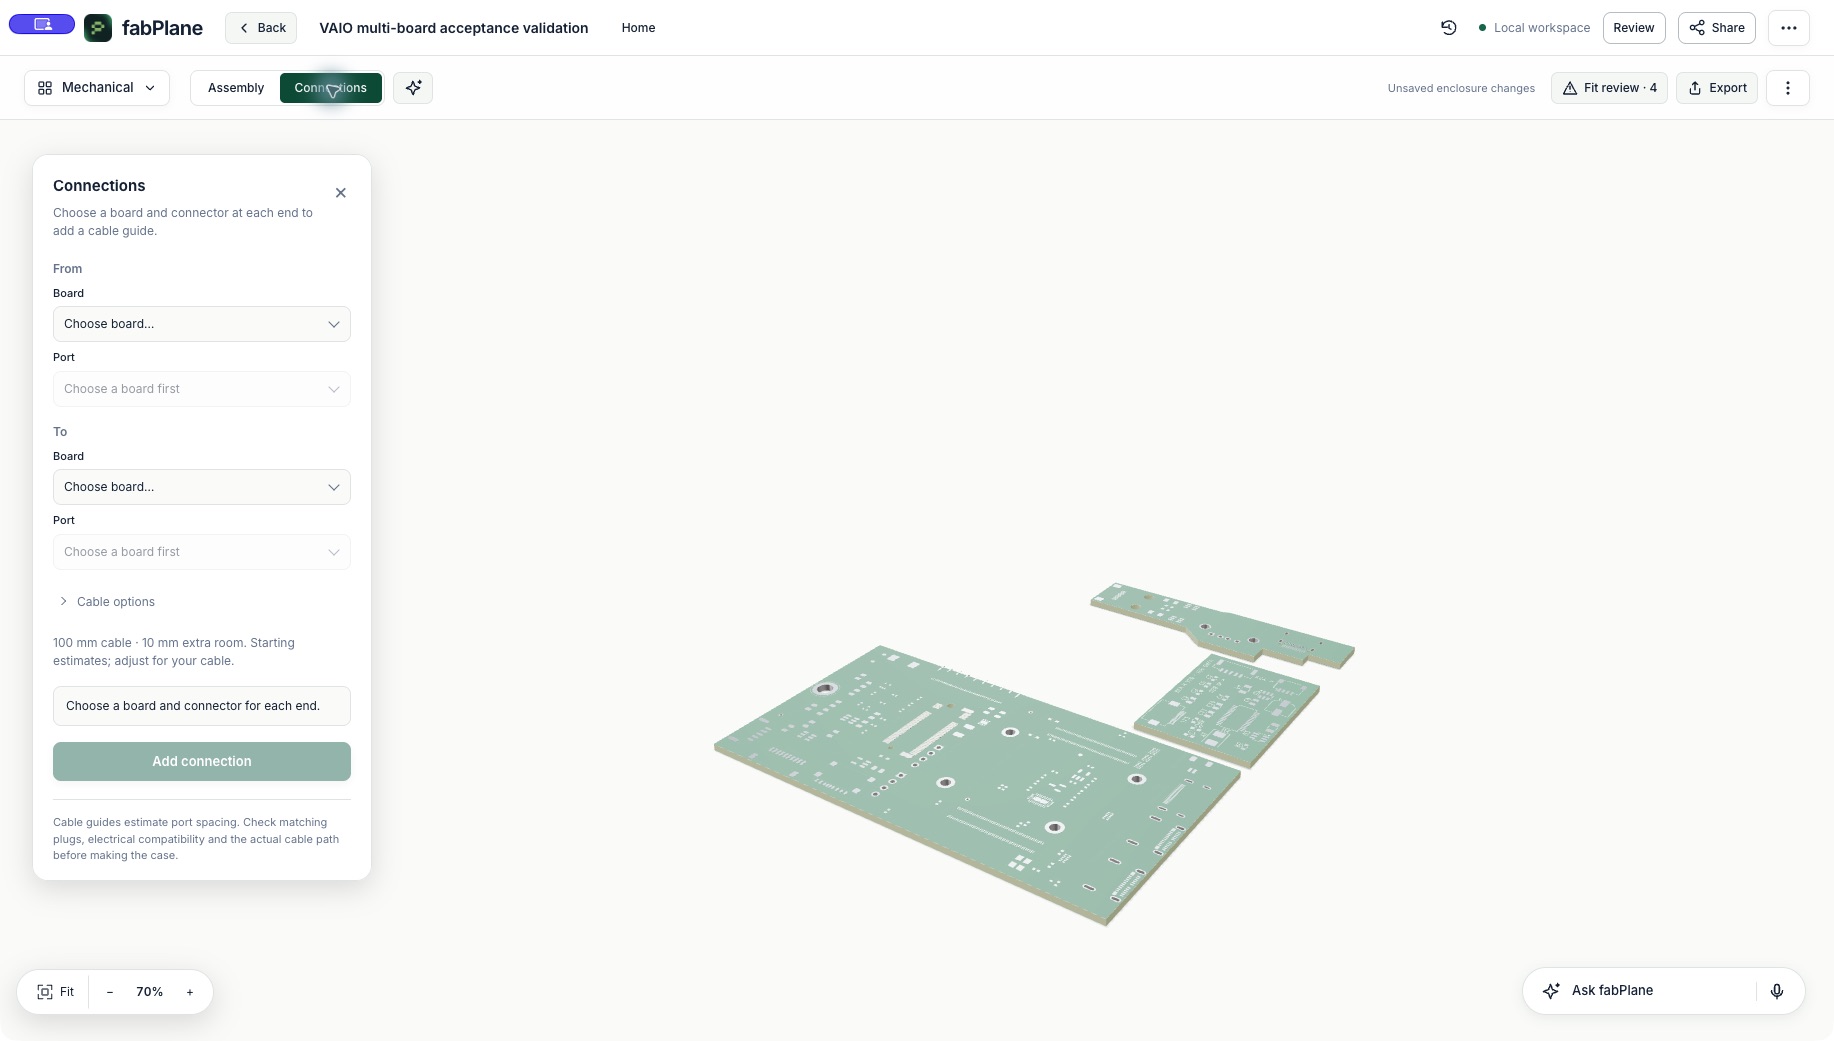 fabPlane
Back
VAIO multi-board acceptance validation
Home
Local workspace
Review
Share
Mechanical
Assembly
Connections
Unsaved enclosure changes
Fit review · 4
Export
Connections
Choose a board and connector at each end to
add a cable guide.
From
Board
Choose board...
Port
Choose a board first
To
Board
Choose board...
Port
Choose a board first
Cable options
100 mm cable · 10 mm extra room. Starting
estimates; adjust for your cable.
Choose a board and connector for each end.
Add connection
Cable guides estimate port spacing. Check matching
plugs, electrical compatibility and the actual cable path
before making the case.
Fit
−
70%
+
Ask fabPlane